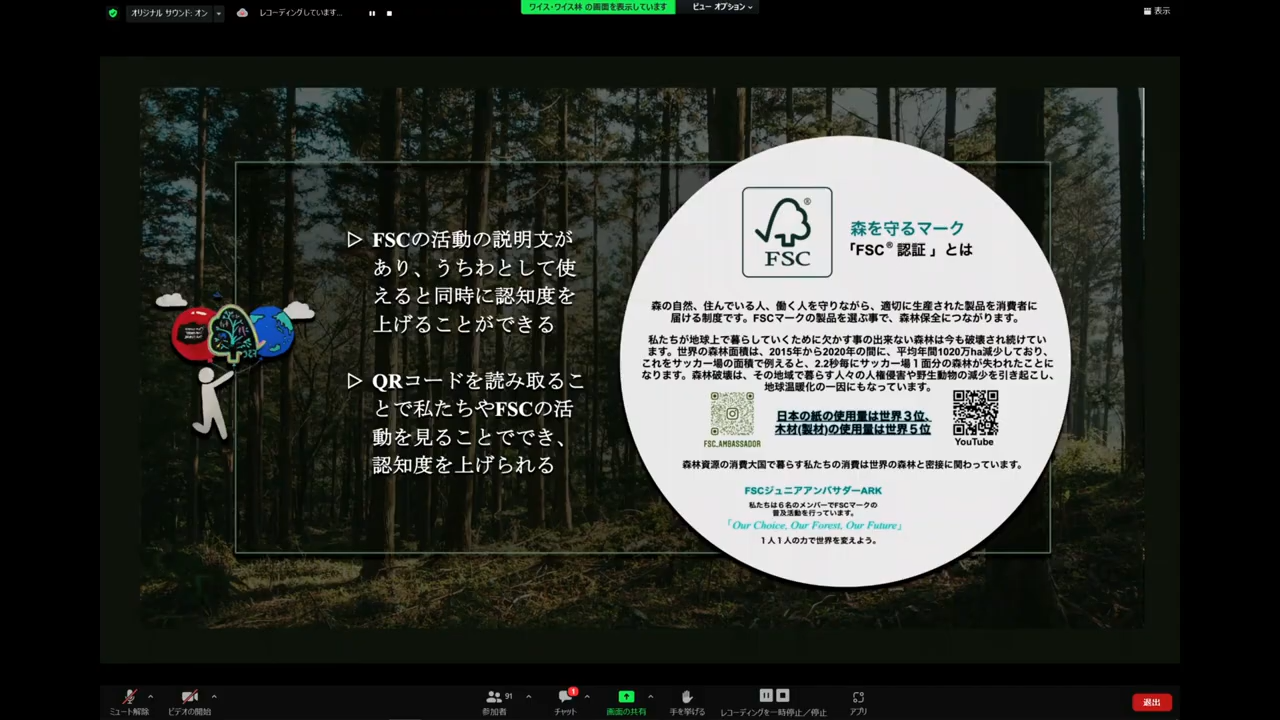 オリジナル サウンド: オン
レコーディングしています...
ワイス・ワイス林 の画面を表示しています
ビュー オプション
表示
▷ FSCの活動の説明文が
あり、うちわとして使
えると同時に認知度を
上げることができる
▷ QRコードを読み取るこ
とで私たちやFSCの活
動を見ることでき、
認知度を上げられる
FSC
®
森を守るマーク
「FSC® 認証 」とは
森の自然、住んでいる人、働く人を守りながら、適切に生産された製品を消費者に
届ける制度です。FSCマークの製品を選ぶ事で、森林保全につながります。
私たちが地球上で暮らしていくために欠かす事の出来ない森林は今も破壊され続けてい
ます。世界の森林面積は、2015年から2020年の間に、平均年間1020万ha減少しており、
これをサッカー場の面積で例えると、2.2秒毎にサッカー場１面分の森林が失われたことに
なります。森林破壊は、その地域で暮らす人々の人権侵害や野生動物の減少を引き起こし、
地球温暖化の一因にもなっています。
FSC_AMBASSADOR
日本の紙の使用量は世界３位、
木材(製材)の使用量は世界５位
YouTube
森林資源の消費大国で暮らす私たちの消費は世界の森林と密接に関わっています。
FSCジュニアアンバサダーARK
私たちは６名のメンバーでFSCマークの
普及活動を行っています。
「Our Choice, Our Forest, Our Future」
１人１人の力で世界を変えよう。
ミュート解除
ビデオの開始
91
参加者
1
チャット
画面の共有
手を挙げる
レコーディングを一時停止／停止
アプリ
退出